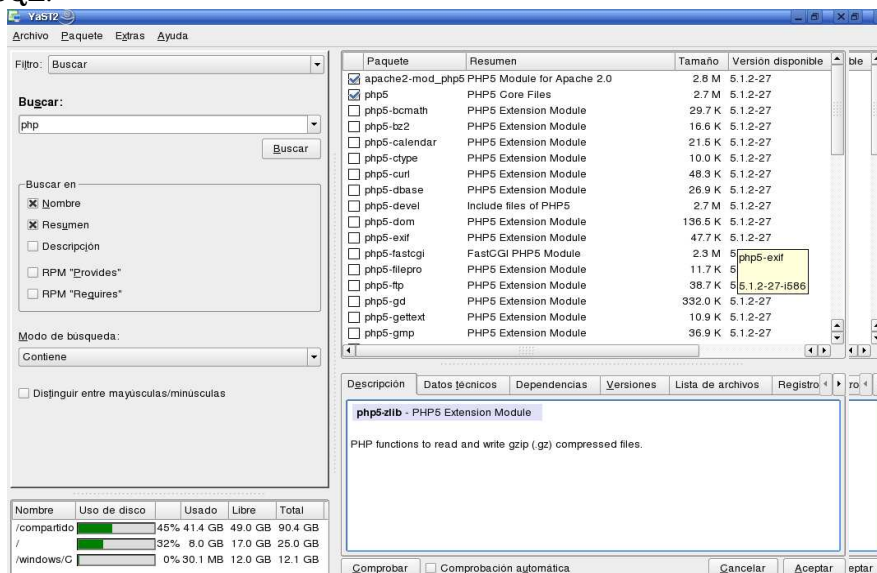 YaST2
Archivo Paquete Extras Ayuda
Filtro: Buscar
Buscar:
php
Buscar
Buscar en
Nombre
Resumen
Descripción
RPM "Provides"
RPM "Requires"
Modo de búsqueda:
Contiene
Distinguir entre mayúsculas/minúsculas
Nombre Uso de disco Usado Libre Total
/compartido 45% 41.4 GB 49.0 GB 90.4 GB
/ 32% 8.0 GB 17.0 GB 25.0 GB
/windows/C 0% 30.1 MB 12.0 GB 12.1 GB
Paquete Resumen Tamaño Versión disponible ble
apache2-mod_php5 PHP5 Module for Apache 2.0 2.8 M 5.1.2-27
php5 PHP5 Core Files 2.7 M 5.1.2-27
php5-bcmath PHP5 Extension Module 29.7 K 5.1.2-27
php5-bz2 PHP5 Extension Module 16.6 K 5.1.2-27
php5-calendar PHP5 Extension Module 21.5 K 5.1.2-27
php5-ctype PHP5 Extension Module 10.0 K 5.1.2-27
php5-curl PHP5 Extension Module 48.3 K 5.1.2-27
php5-dbase PHP5 Extension Module 26.9 K 5.1.2-27
php5-devel Include files of PHP5 2.7 M 5.1.2-27
php5-dom PHP5 Extension Module 136.5 K 5.1.2-27
php5-exif PHP5 Extension Module 47.7 K 5.1.2-27
php5-fastcgi FastCGI PHP5 Module 2.3 M 5
php5-filepro PHP5 Extension Module 11.7 K 5
php5-ftp PHP5 Extension Module 38.7 K 5
php5-exif
5.1.2-27-i586
php5-gd PHP5 Extension Module 332.0 K 5.1.2-27
php5-gettext PHP5 Extension Module 10.9 K 5.1.2-27
php5-gmp PHP5 Extension Module 36.9 K 5.1.2-27
Descripción Datos técnicos Dependencias Versiones Lista de archivos Registro ro
php5-zlib - PHP5 Extension Module
PHP functions to read and write gzip (.gz) compressed files.
Comprobar Comprobación automática Cancelar Aceptar eptar